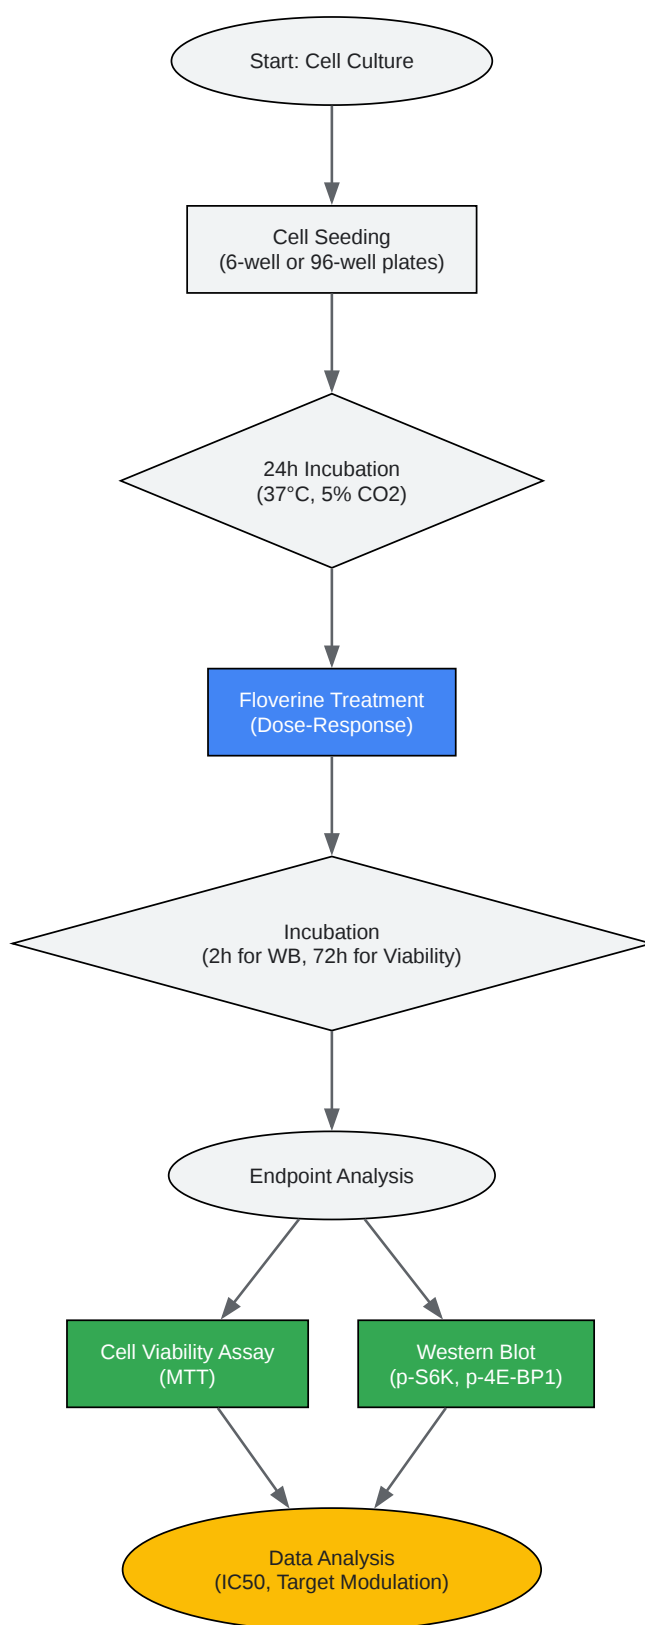 Start: Cell Culture
Cell Seeding
(6-well or 96-well plates)
24h Incubation
(37°C, 5% CO2)
Floverine Treatment
(Dose-Response)
Incubation
(2h for WB, 72h for Viability)
Endpoint Analysis
Cell Viability Assay
(MTT)
Western Blot
(p-S6K, p-4E-BP1)
Data Analysis
(IC50, Target Modulation)